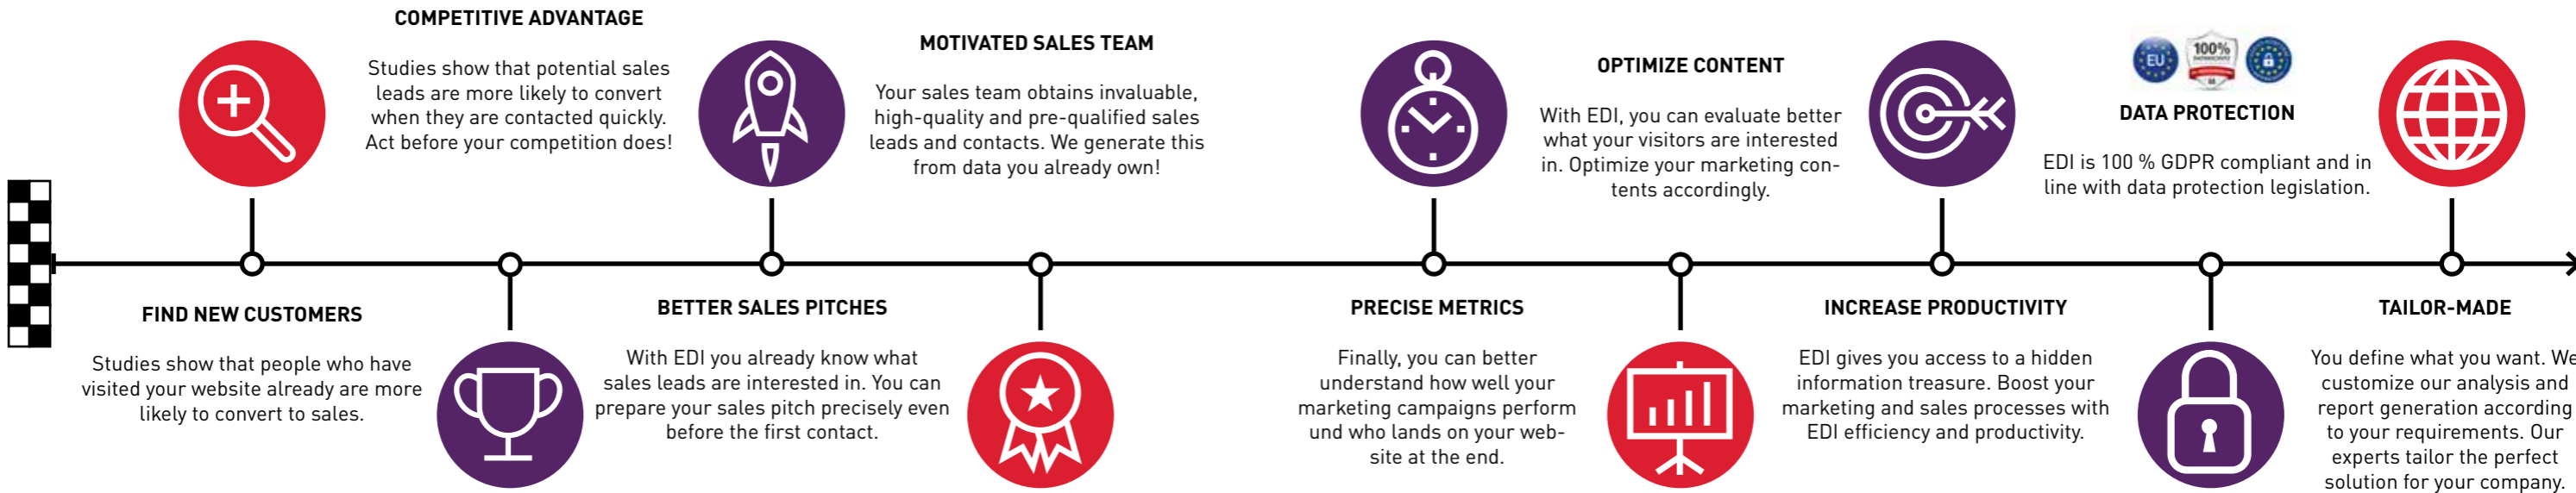 FIND NEW CUSTOMERS
Studies show that people who have
visited your website already are more
likely to convert to sales.
COMPETITIVE ADVANTAGE
Studies show that potential sales
leads are more likely to convert
when they are contacted quickly.
Act before your competition does!
BETTER SALES PITCHES
With EDI you already know what
sales leads are interested in. You can
prepare your sales pitch precisely even
before the first contact.
MOTIVATED SALES TEAM
Your sales team obtains invaluable,
high-quality and pre-qualified sales
leads and contacts. We generate this
from data you already own!
PRECISE METRICS
Finally, you can better
understand how well your
marketing campaigns perform
und who lands on your web-
site at the end.
OPTIMIZE CONTENT
With EDI, you can evaluate better
what your visitors are interested
in. Optimize your marketing con-
tents accordingly.
INCREASE PRODUCTIVITY
EDI gives you access to a hidden
information treasure. Boost your
marketing and sales processes with
EDI efficiency and productivity.
EU
100%
DATA PROTECTION
EDI is 100 % GDPR compliant and in
line with data protection legislation.
TAILOR-MADE
You define what you want. We
customize our analysis and
report generation according
to your requirements. Our
experts tailor the perfect
solution for your company.